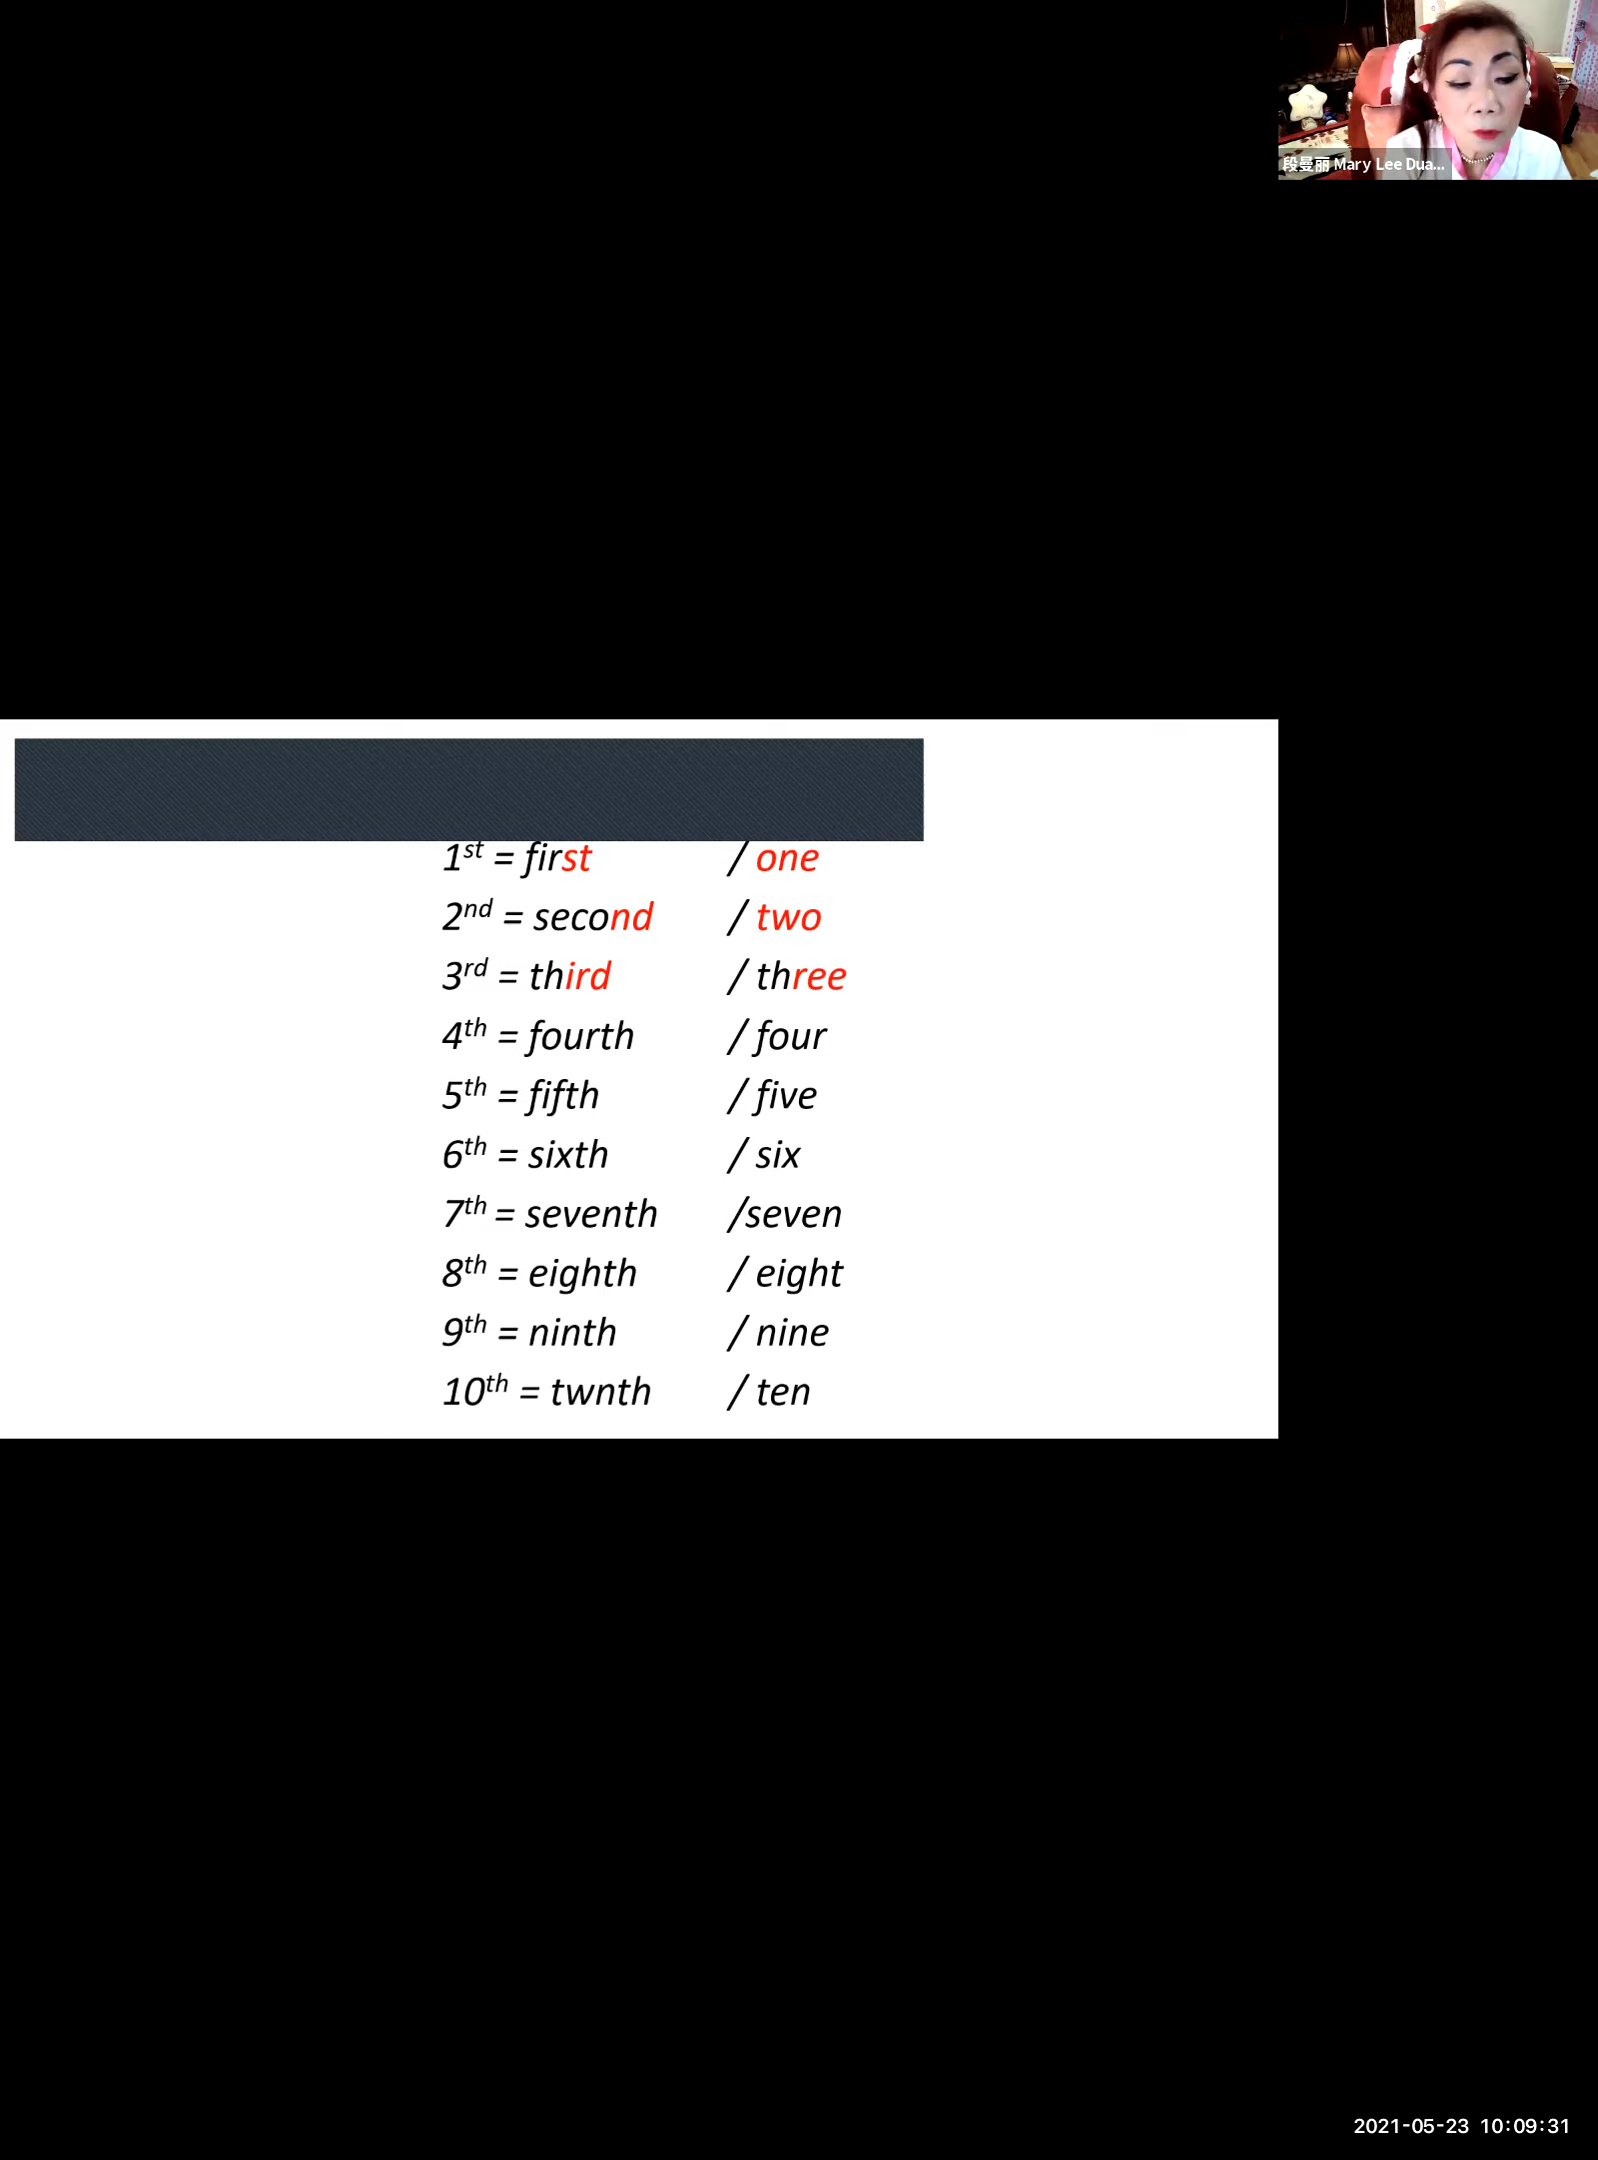 段曼丽 Mary Lee Dua...
1st = first / one
2nd = second / two
3rd = third / three
4th = fourth / four
5th = fifth / five
6th = sixth / six
7th = seventh /seven
8th = eighth / eight
9th = ninth / nine
10th = twnth / ten
2021-05-23 10:09:31